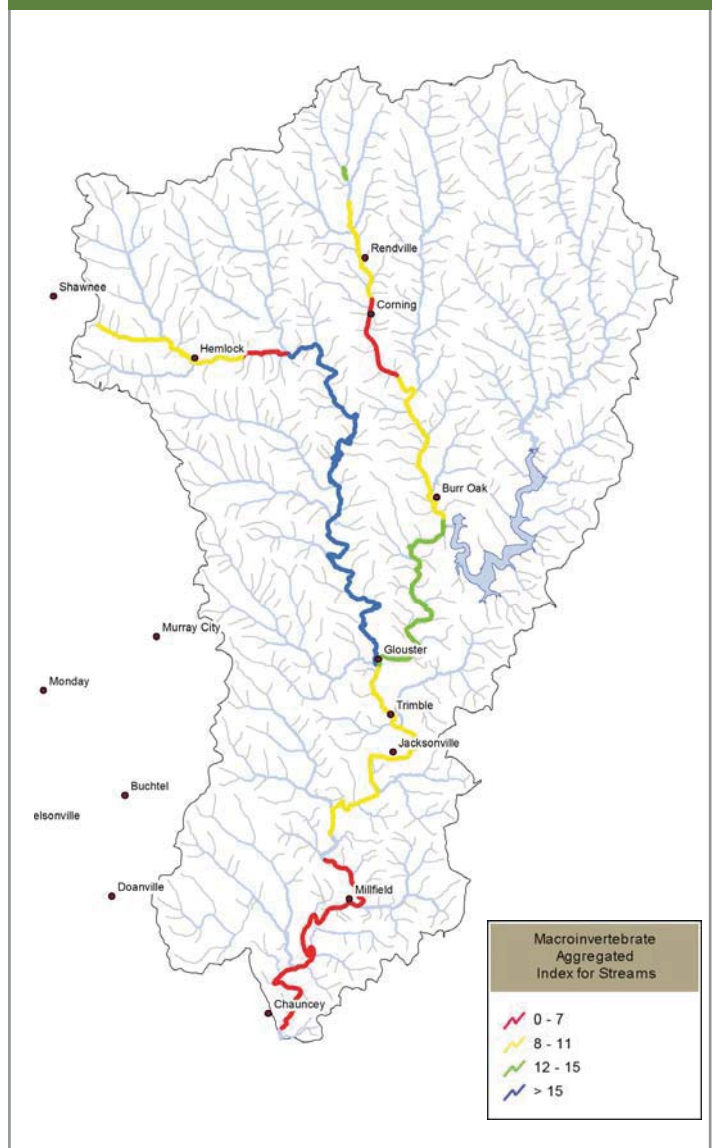 Rendville
Shawnee
Corning
Hemlock
Burr Oak
Murray City
Glouster
Monday
Trimble
Jacksonville
Buchtel
elsonville
Doanville
Millfield
Chauncey
Macroinvertebrate
Aggregated
Index for Streams
0 - 7
8 - 11
12 - 15
> 15